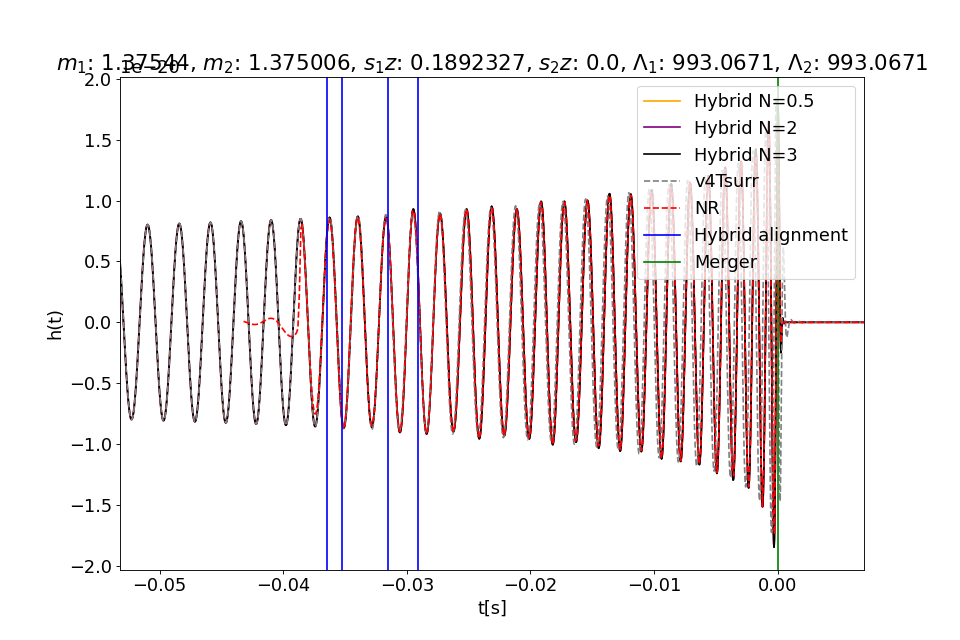 m₁: 1.37544, m₂: 1.375006, s₁z: 0.1892327, s₂z: 0.0, Λ₁: 993.0671, Λ₂: 993.0671
1e−20
2.0
1.5
1.0
0.5
0.0
−0.5
−1.0
−1.5
−2.0
h(t)
Hybrid N=0.5
Hybrid N=2
Hybrid N=3
v4Tsurr
NR
Hybrid alignment
Merger
−0.05
−0.04
−0.03
−0.02
−0.01
0.00
t[s]